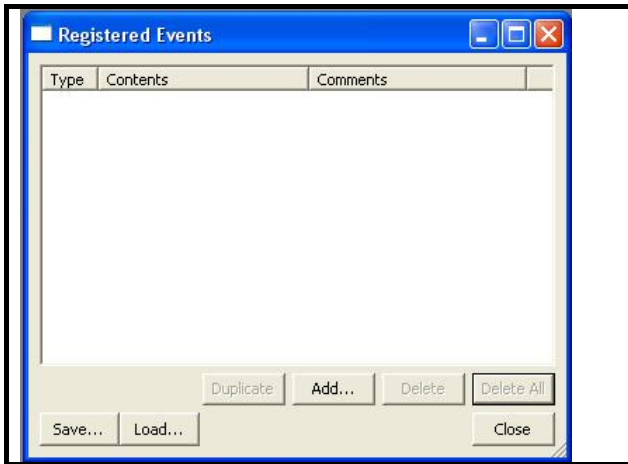 Registered Events
Type Contents Comments
Duplicate Add... Delete Delete All
Save... Load... Close